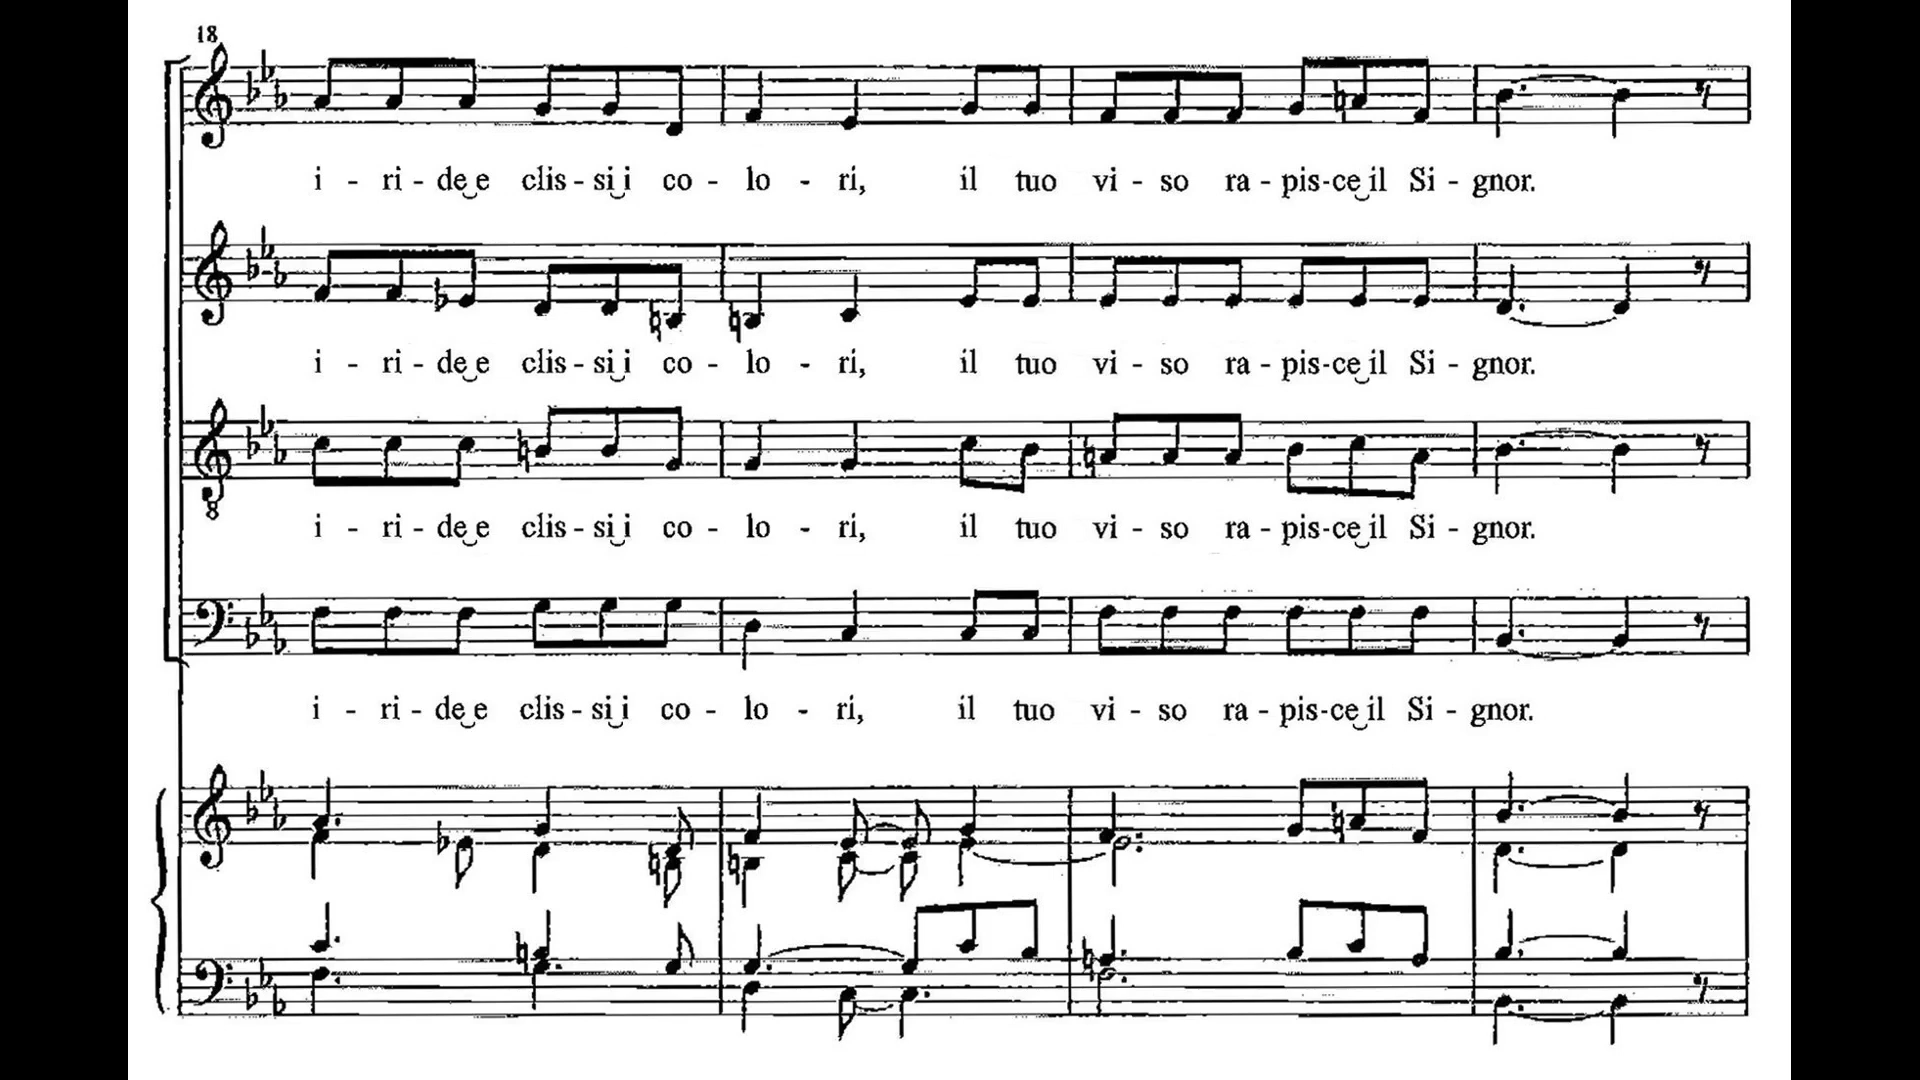 18
i - ri - de‿e clis - si‿i co - lo - ri, il tuo vi - so ra - pis - ce‿il Si - gnor.
i - ri - de‿e clis - si‿i co - lo - ri, il tuo vi - so ra - pis - ce‿il Si - gnor.
8
i - ri - de‿e clis - si‿i co - lo - ri, il tuo vi - so ra - pis - ce‿il Si - gnor.
i - ri - de‿e clis - si‿i co - lo - ri, il tuo vi - so ra - pis - ce‿il Si - gnor.